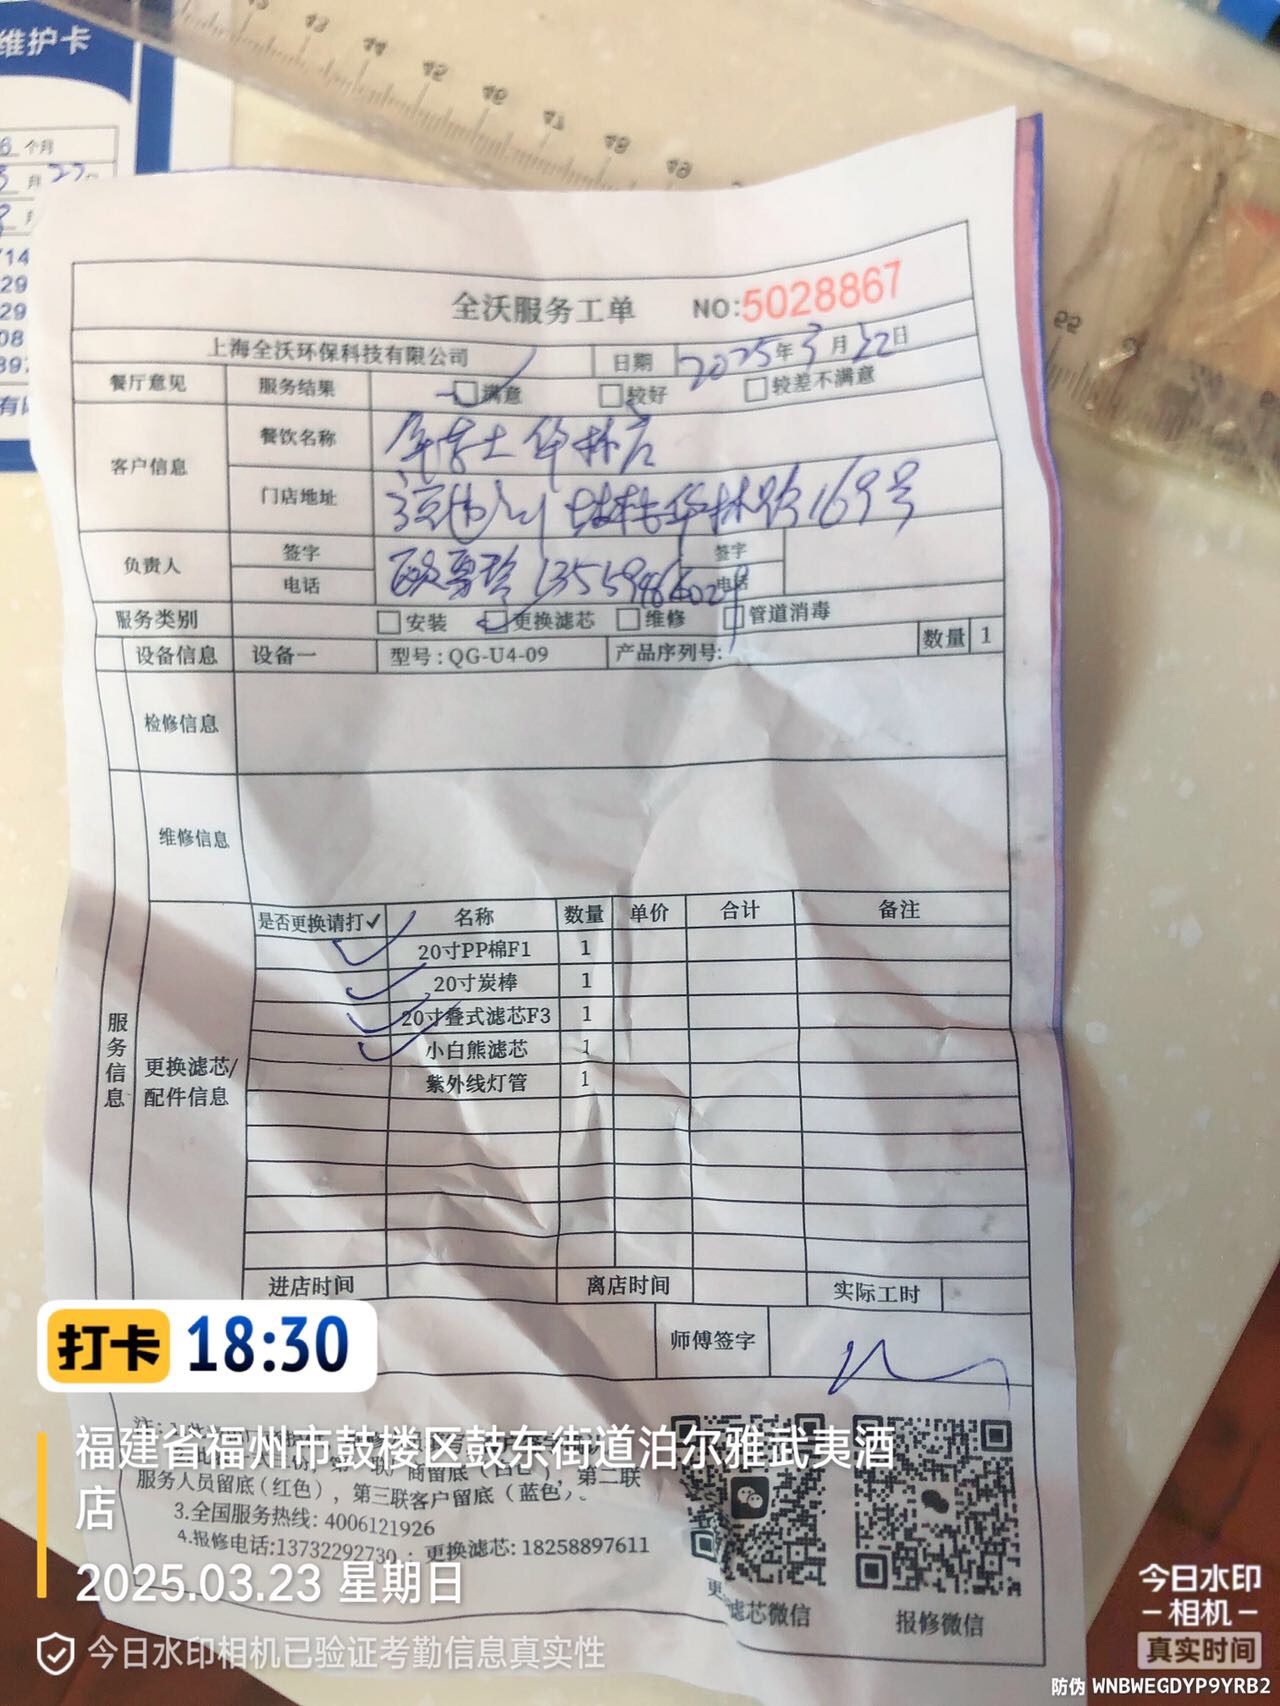 维护卡
6 个月
月 22日
全沃服务工单 NO:5028867
上海全沃环保科技有限公司 日期 2025年3月22日
餐厅意见 服务结果 满意 较好 较差不满意
客户信息 餐饮名称 华林店
门店地址 华林路169号
负责人 签字 签字
电话 电话
服务类别 安装 更换滤芯 维修 管道消毒
设备信息 设备一 型号:QG-U4-09 产品序列号: 数量 1
检修信息
维修信息
服务信息
更换滤芯/配件信息
是否更换请打✓ 名称 数量 单价 合计 备注
✓ 20寸PP棉F1 1
✓ 20寸炭棒 1
✓ 20寸叠式滤芯F3 1
✓ 小白熊滤芯 1
紫外线灯管 1
进店时间 离店时间 实际工时
师傅签字
服务人员留底(红色),第三联客户留底(蓝色)。
3.全国服务热线:4006121926
4.报修电话:13732292730 · 更换滤芯:18258897611
滤芯微信 报修微信
打卡 18:30
福建省福州市鼓楼区鼓东街道泊尔雅武夷酒
店
2025.03.23 星期日
今日水印相机已验证考勤信息真实性
今日水印
-相机-
真实时间
防伪 WNBWEGDYP9YRB2